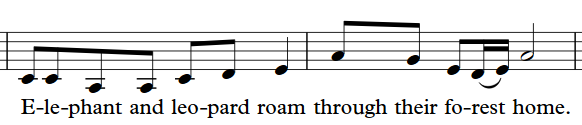 E-le-phant and leo-pard roam through their fo-rest home.